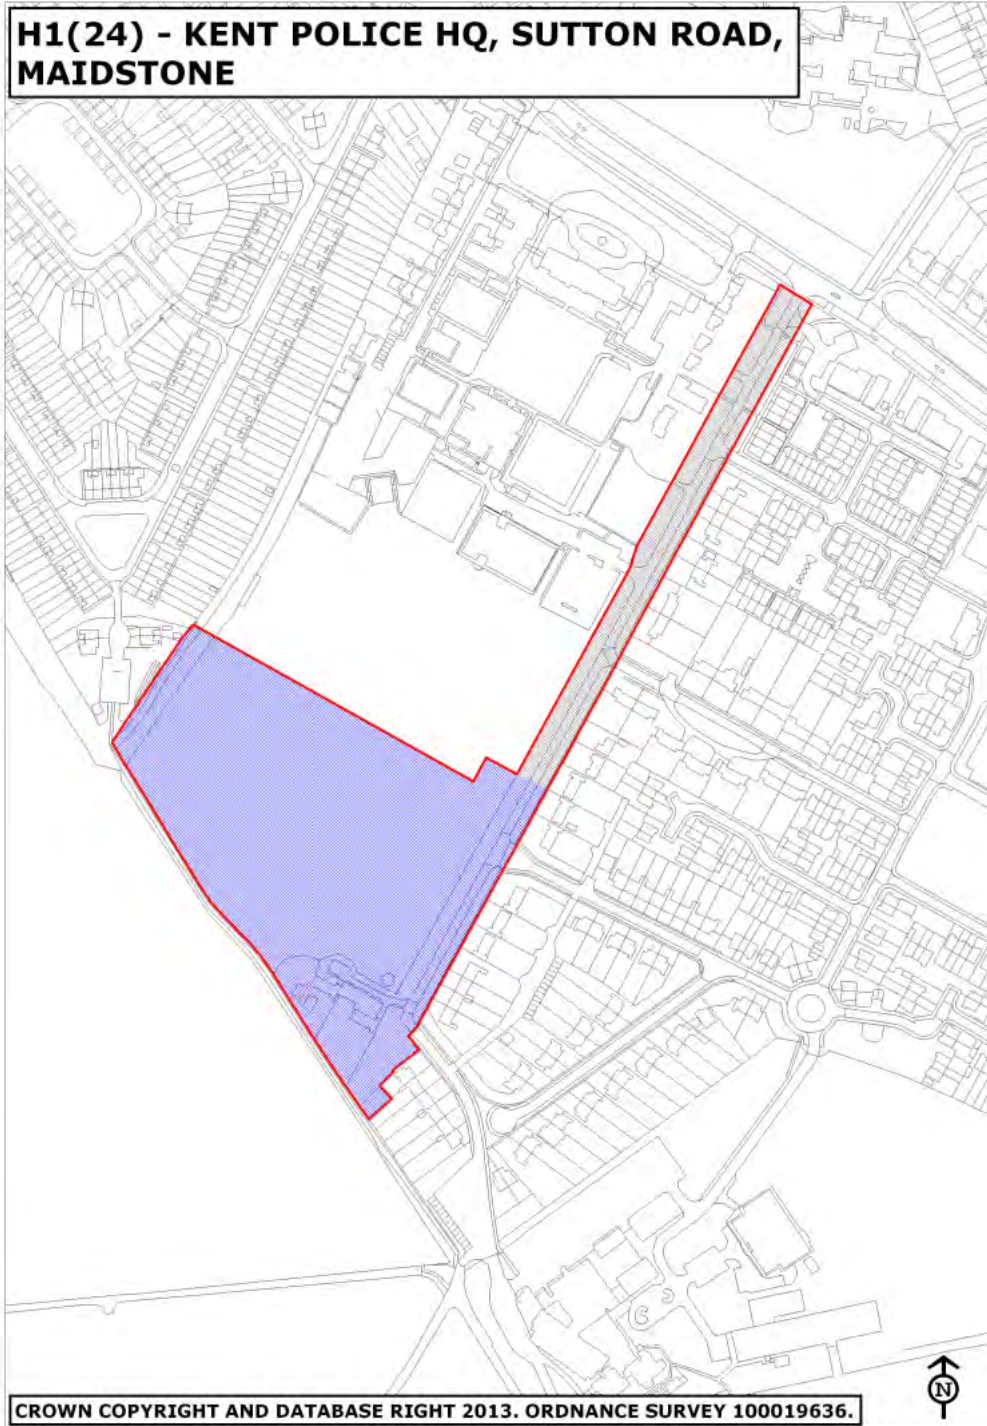 H1(24) - KENT POLICE HQ, SUTTON ROAD,
MAIDSTONE
N
CROWN COPYRIGHT AND DATABASE RIGHT 2013. ORDNANCE SURVEY 100019636.